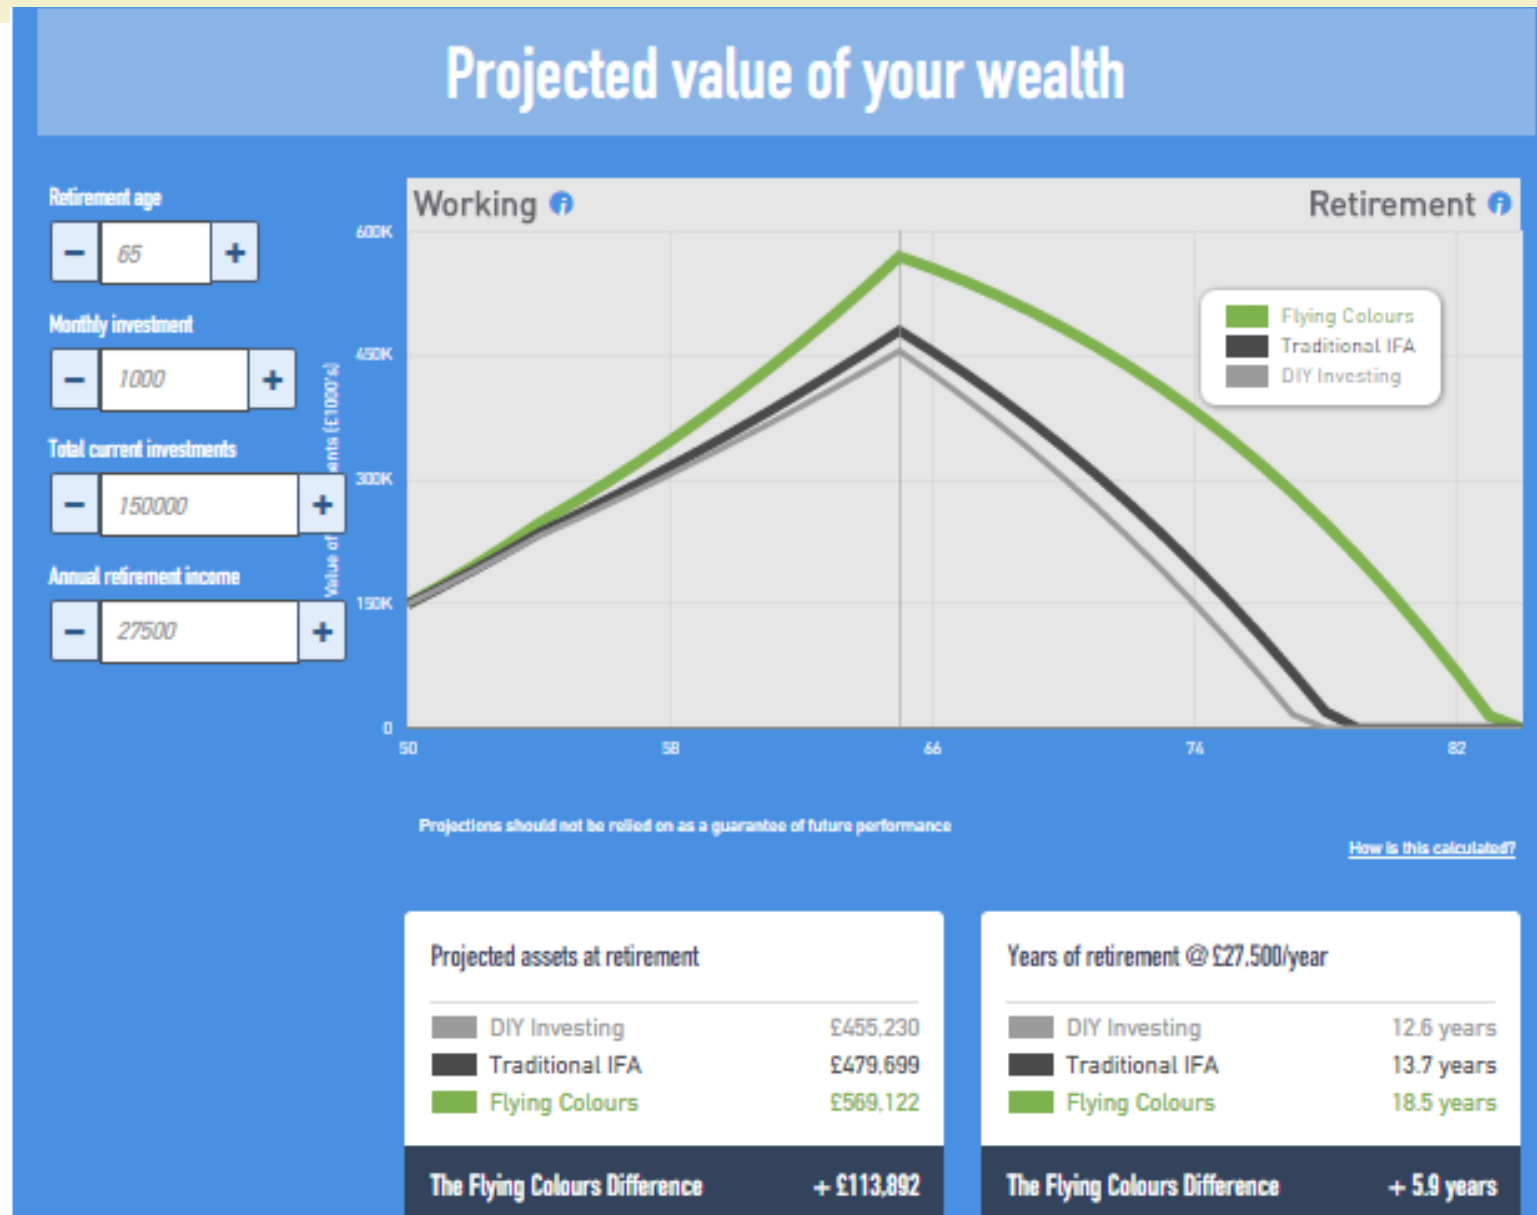 Projected value of your wealth
Retirement age
− 65 +
Monthly investment
− 1000 +
Total current investments
− 150000 +
Annual retirement income
− 27500 +
Working i
Retirement i
600K
450K
300K
150K
0
Value of
ents (£1000's)
50 58 66 74 82
Flying Colours
Traditional IFA
DIY Investing
Projections should not be relied on as a guarantee of future performance
How is this calculated?
Projected assets at retirement
DIY Investing £455,230
Traditional IFA £479,699
Flying Colours £569,122
The Flying Colours Difference + £113,892
Years of retirement @ £27,500/year
DIY Investing 12.6 years
Traditional IFA 13.7 years
Flying Colours 18.5 years
The Flying Colours Difference + 5.9 years